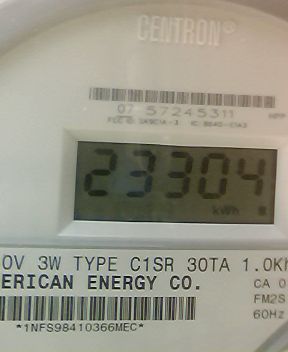 CENTRON®
07 57245311
23304
kWh
0V 3W TYPE C1SR 30TA 1.0Kh
ERICAN ENERGY CO.
CA 0
FM2S
60Hz
*1NFS98410366MEC*